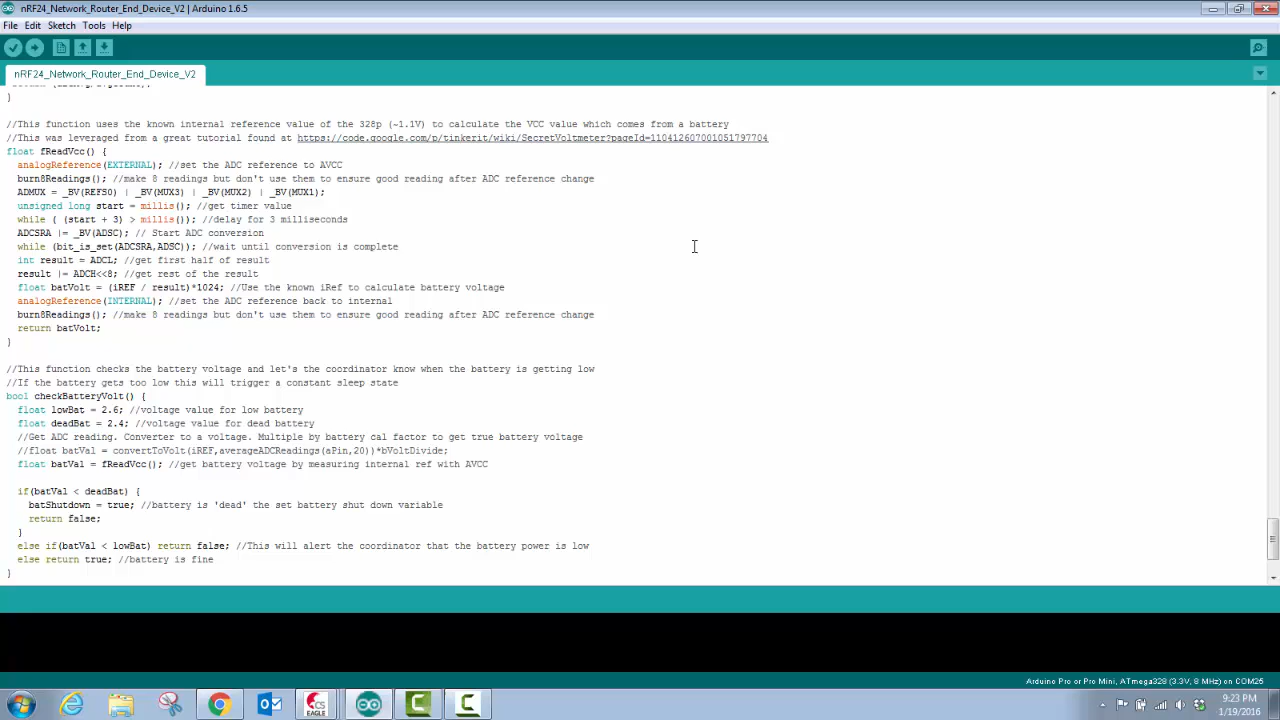 nRF24_Network_Router_End_Device_V2 | Arduino 1.6.5
File Edit Sketch Tools Help
nRF24_Network_Router_End_Device_V2
}
//This function uses the known internal reference value of the 328p (~1.1V) to calculate the VCC value which comes from a battery
//This was leveraged from a great tutorial found at https://code.google.com/p/tinkerit/wiki/SecretVoltmeter?pageId=110412607001051797704
float fReadVcc() {
analogReference(EXTERNAL); //set the ADC reference to AVCC
burn8Readings(); //make 8 readings but don't use them to ensure good reading after ADC reference change
ADMUX = _BV(REFS0) | _BV(MUX3) | _BV(MUX2) | _BV(MUX1);
unsigned long start = millis(); //get timer value
while ( (start + 3) > millis()); //delay for 3 milliseconds
ADCSRA |= _BV(ADSC); // Start ADC conversion
while (bit_is_set(ADCSRA,ADSC)); //wait until conversion is complete
int result = ADCL; //get first half of result
result |= ADCH<<8; //get rest of the result
float batVolt = (iREF / result)*1024; //Use the known iRef to calculate battery voltage
analogReference(INTERNAL); //set the ADC reference back to internal
burn8Readings(); //make 8 readings but don't use them to ensure good reading after ADC reference change
return batVolt;
}
//This function checks the battery voltage and let's the coordinator know when the battery is getting low
//If the battery gets too low this will trigger a constant sleep state
bool checkBatteryVolt() {
float lowBat = 2.6; //voltage value for low battery
float deadBat = 2.4; //voltage value for dead battery
//Get ADC reading. Converter to a voltage. Multiple by battery cal factor to get true battery voltage
//float batVal = convertToVolt(iREF,averageADCReadings(aPin,20))*bVoltDivide;
float batVal = fReadVcc(); //get battery voltage by measuring internal ref with AVCC
if(batVal < deadBat) {
batShutdown = true; //battery is 'dead' the set battery shut down variable
return false;
}
else if(batVal < lowBat) return false; //This will alert the coordinator that the battery power is low
else return true; //battery is fine
}
Arduino Pro or Pro Mini, ATmega328 (3.3V, 8 MHz) on COM25
CS
EAGLE
9:23 PM
1/19/2016